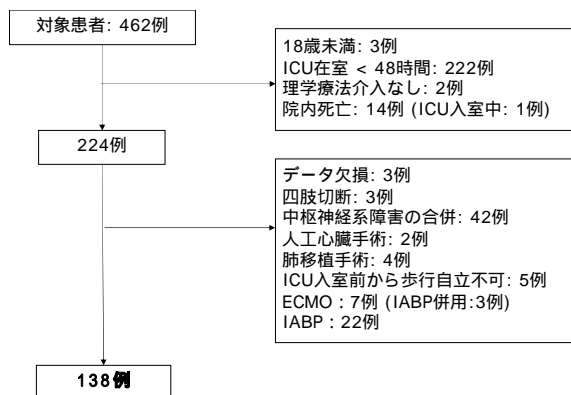 対象患者: 462例
18歳未満: 3例
ICU在室 < 48時間: 222例
理学療法介入なし: 2例
院内死亡: 14例 (ICU入室中: 1例)
224例
データ欠損: 3例
四肢切断: 3例
中枢神経系障害の合併: 42例
人工心臓手術: 2例
肺移植手術: 4例
ICU入室前から歩行自立不可: 5例
ECMO : 7例 (IABP併用:3例)
IABP : 22例
138例